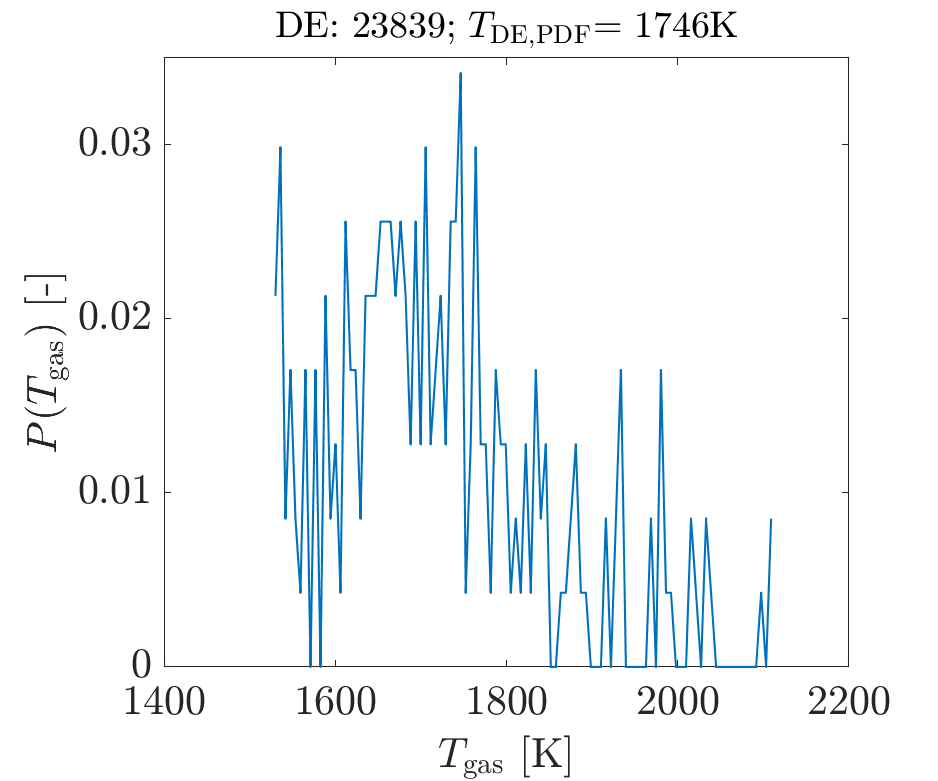 DE: 23839; T_DE,PDF= 1746K
0.03
0.02
0.01
0
P(T_gas) [-]
1400 1600 1800 2000 2200
T_gas [K]